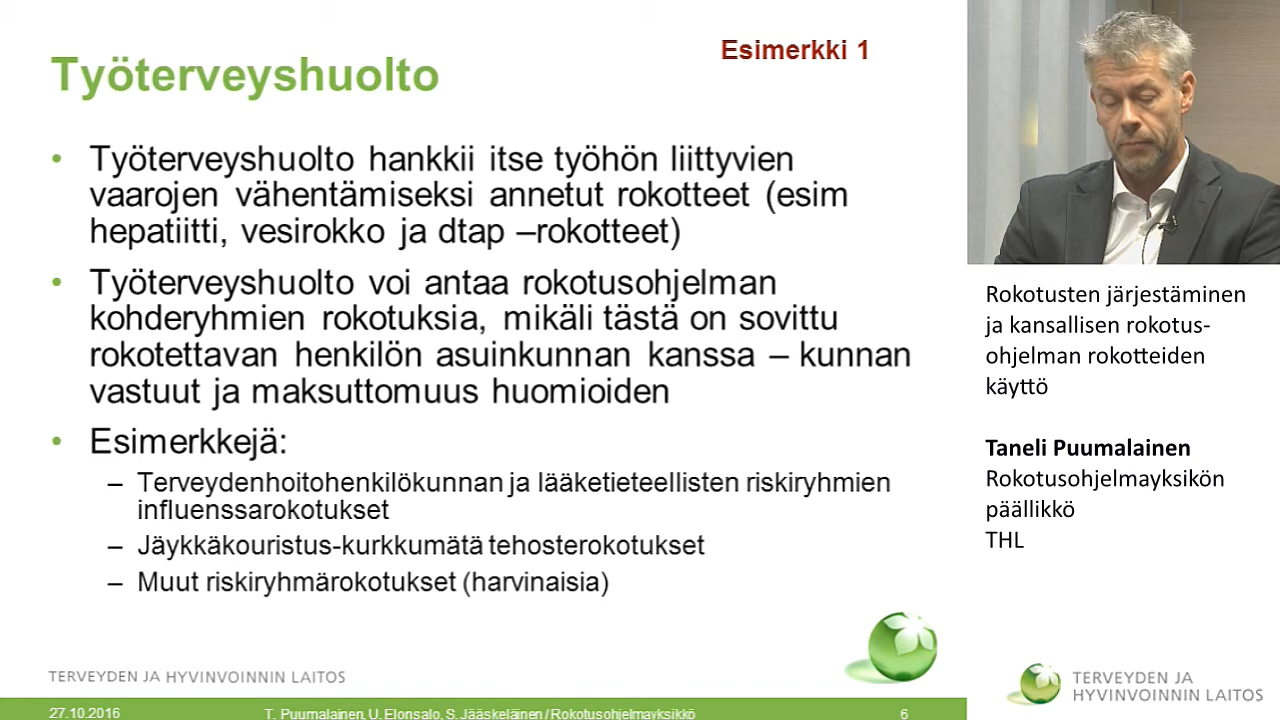 Esimerkki 1
Työterveyshuolto
• Työterveyshuolto hankkii itse työhön liittyvien
vaarojen vähentämiseksi annetut rokotteet (esim
hepatiitti, vesirokko ja dtap –rokotteet)
• Työterveyshuolto voi antaa rokotusohjelman
kohderyhmien rokotuksia, mikäli tästä on sovittu
rokotettavan henkilön asuinkunnan kanssa – kunnan
vastuut ja maksuttomuus huomioiden
• Esimerkkejä:
– Terveydenhoitohenkilökunnan ja lääketieteellisten riskiryhmien
influenssarokotukset
– Jäykkäkouristus-kurkkumätä tehosterokotukset
– Muut riskiryhmärokotukset (harvinaisia)
TERVEYDEN JA HYVINVOINNIN LAITOS
27.10.2016
T. Puumalainen, U. Elonsalo, S. Jääskeläinen / Rokotusohjelmayksikkö
6
Rokotusten järjestäminen
ja kansallisen rokotus-
ohjelman rokotteiden
käyttö
Taneli Puumalainen
Rokotusohjelmayksikön
päällikkö
THL
TERVEYDEN JA
HYVINVOINNIN LAITOS